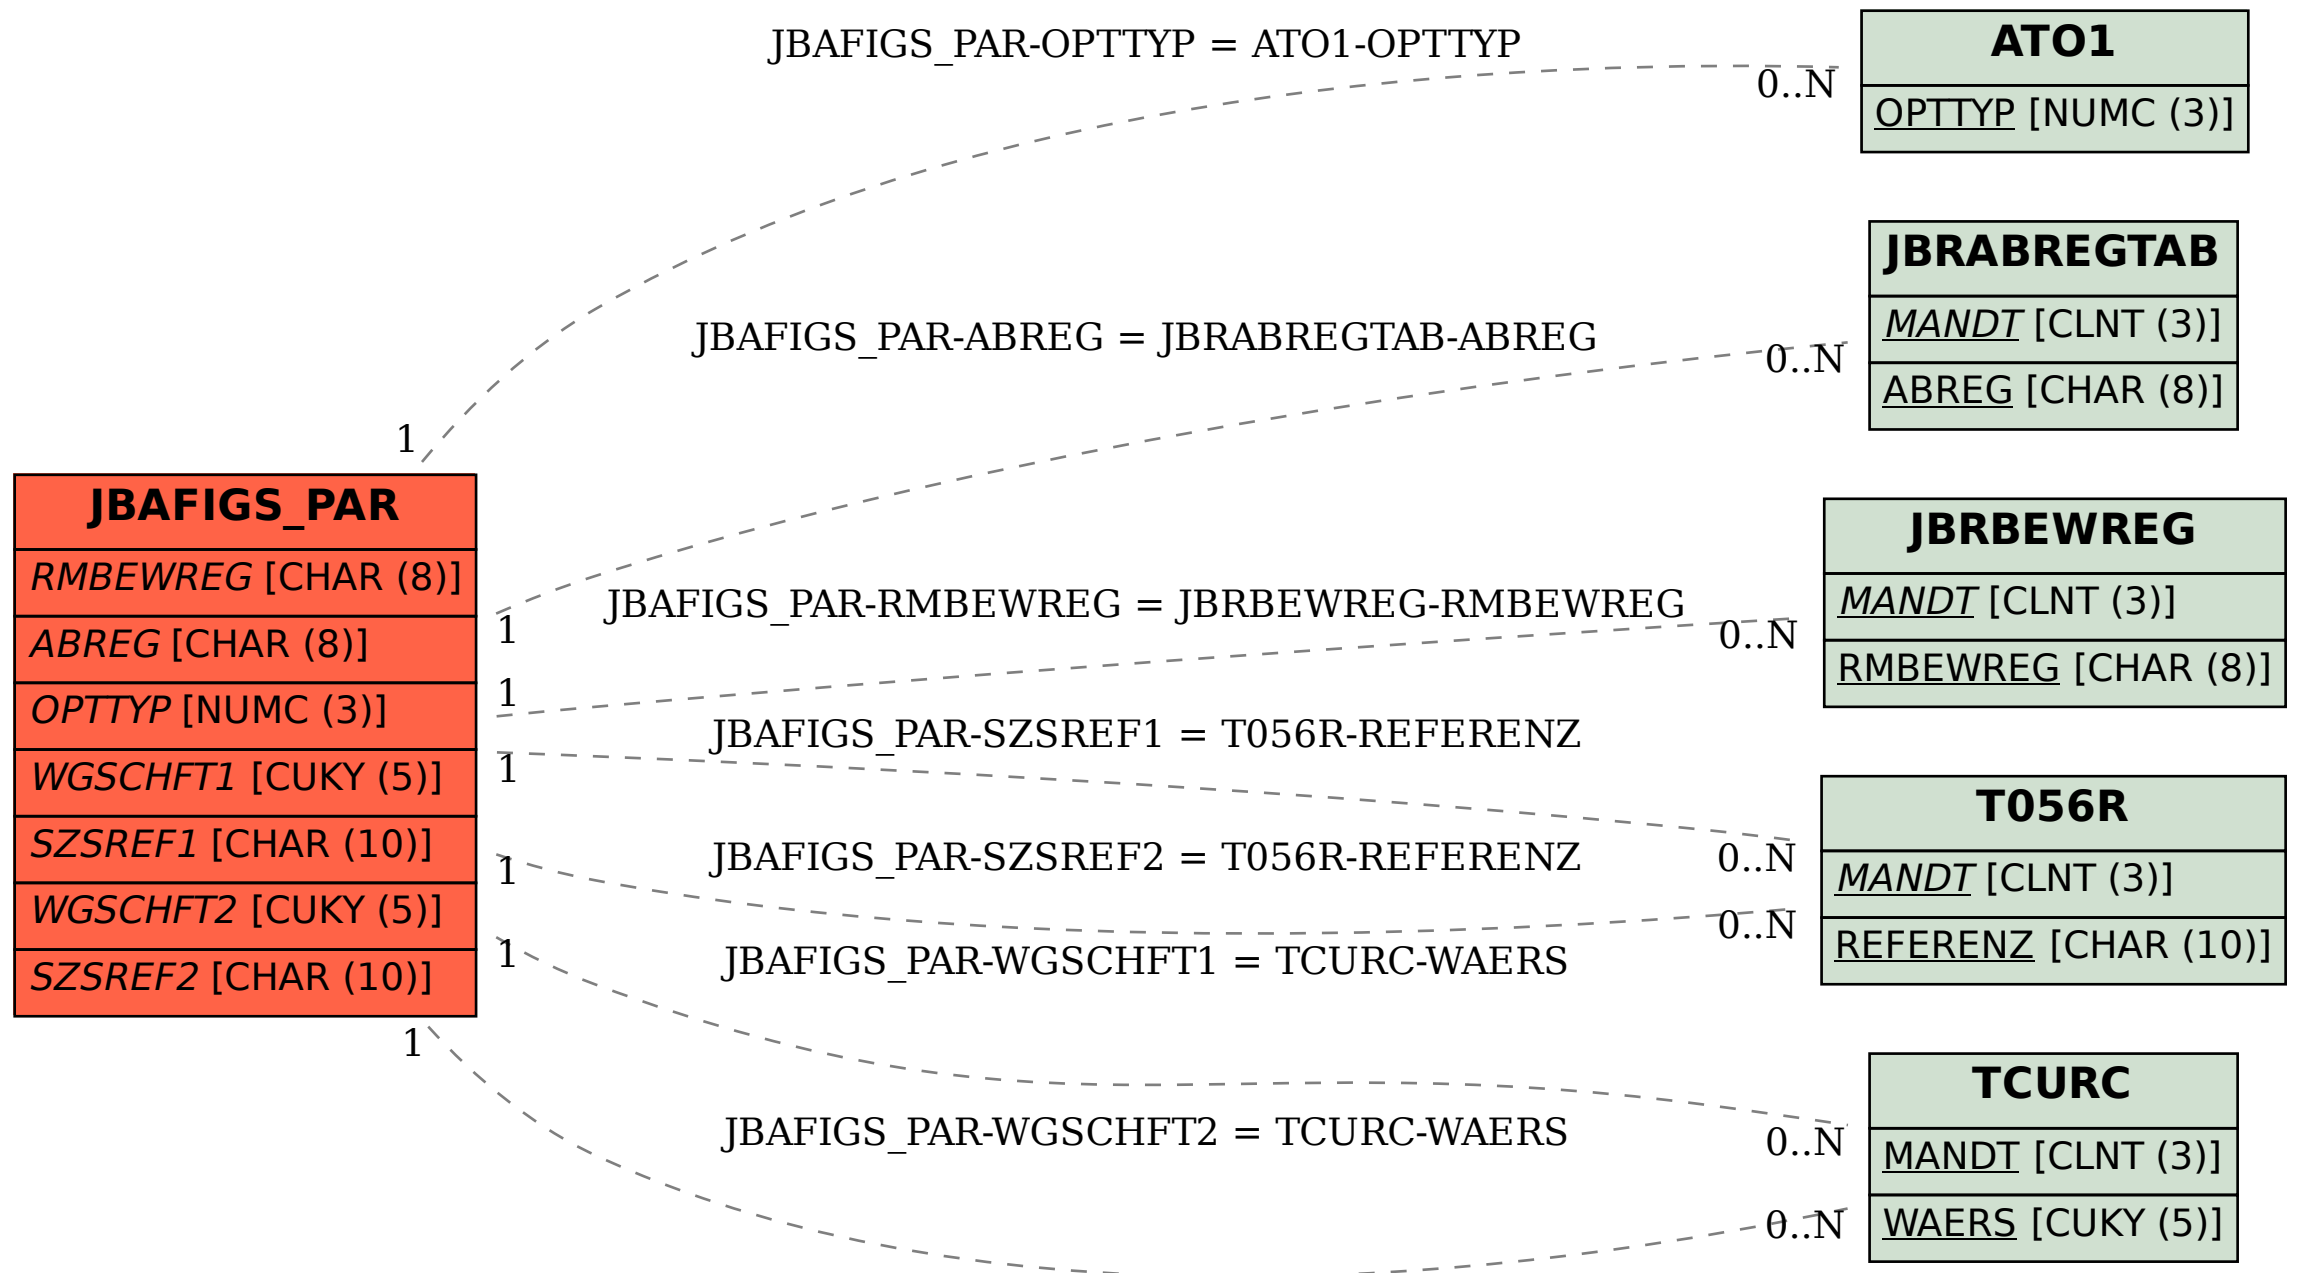 JBAFIGS_PAR-OPTTYP = ATO1-OPTTYP
0..N
1
ATO1
OPTTYP [NUMC (3)]
JBAFIGS_PAR-ABREG = JBRABREGTAB-ABREG
0..N
1
JBRABREGTAB
MANDT [CLNT (3)]
ABREG [CHAR (8)]
JBAFIGS_PAR
RMBEWREG [CHAR (8)]
ABREG [CHAR (8)]
OPTTYP [NUMC (3)]
WGSCHFT1 [CUKY (5)]
SZSREF1 [CHAR (10)]
WGSCHFT2 [CUKY (5)]
SZSREF2 [CHAR (10)]
JBAFIGS_PAR-RMBEWREG = JBRBEWREG-RMBEWREG
0..N
1
JBRBEWREG
MANDT [CLNT (3)]
RMBEWREG [CHAR (8)]
JBAFIGS_PAR-SZSREF1 = T056R-REFERENZ
0..N
1
JBAFIGS_PAR-SZSREF2 = T056R-REFERENZ
0..N
1
T056R
MANDT [CLNT (3)]
REFERENZ [CHAR (10)]
JBAFIGS_PAR-WGSCHFT1 = TCURC-WAERS
0..N
1
JBAFIGS_PAR-WGSCHFT2 = TCURC-WAERS
0..N
1
TCURC
MANDT [CLNT (3)]
WAERS [CUKY (5)]